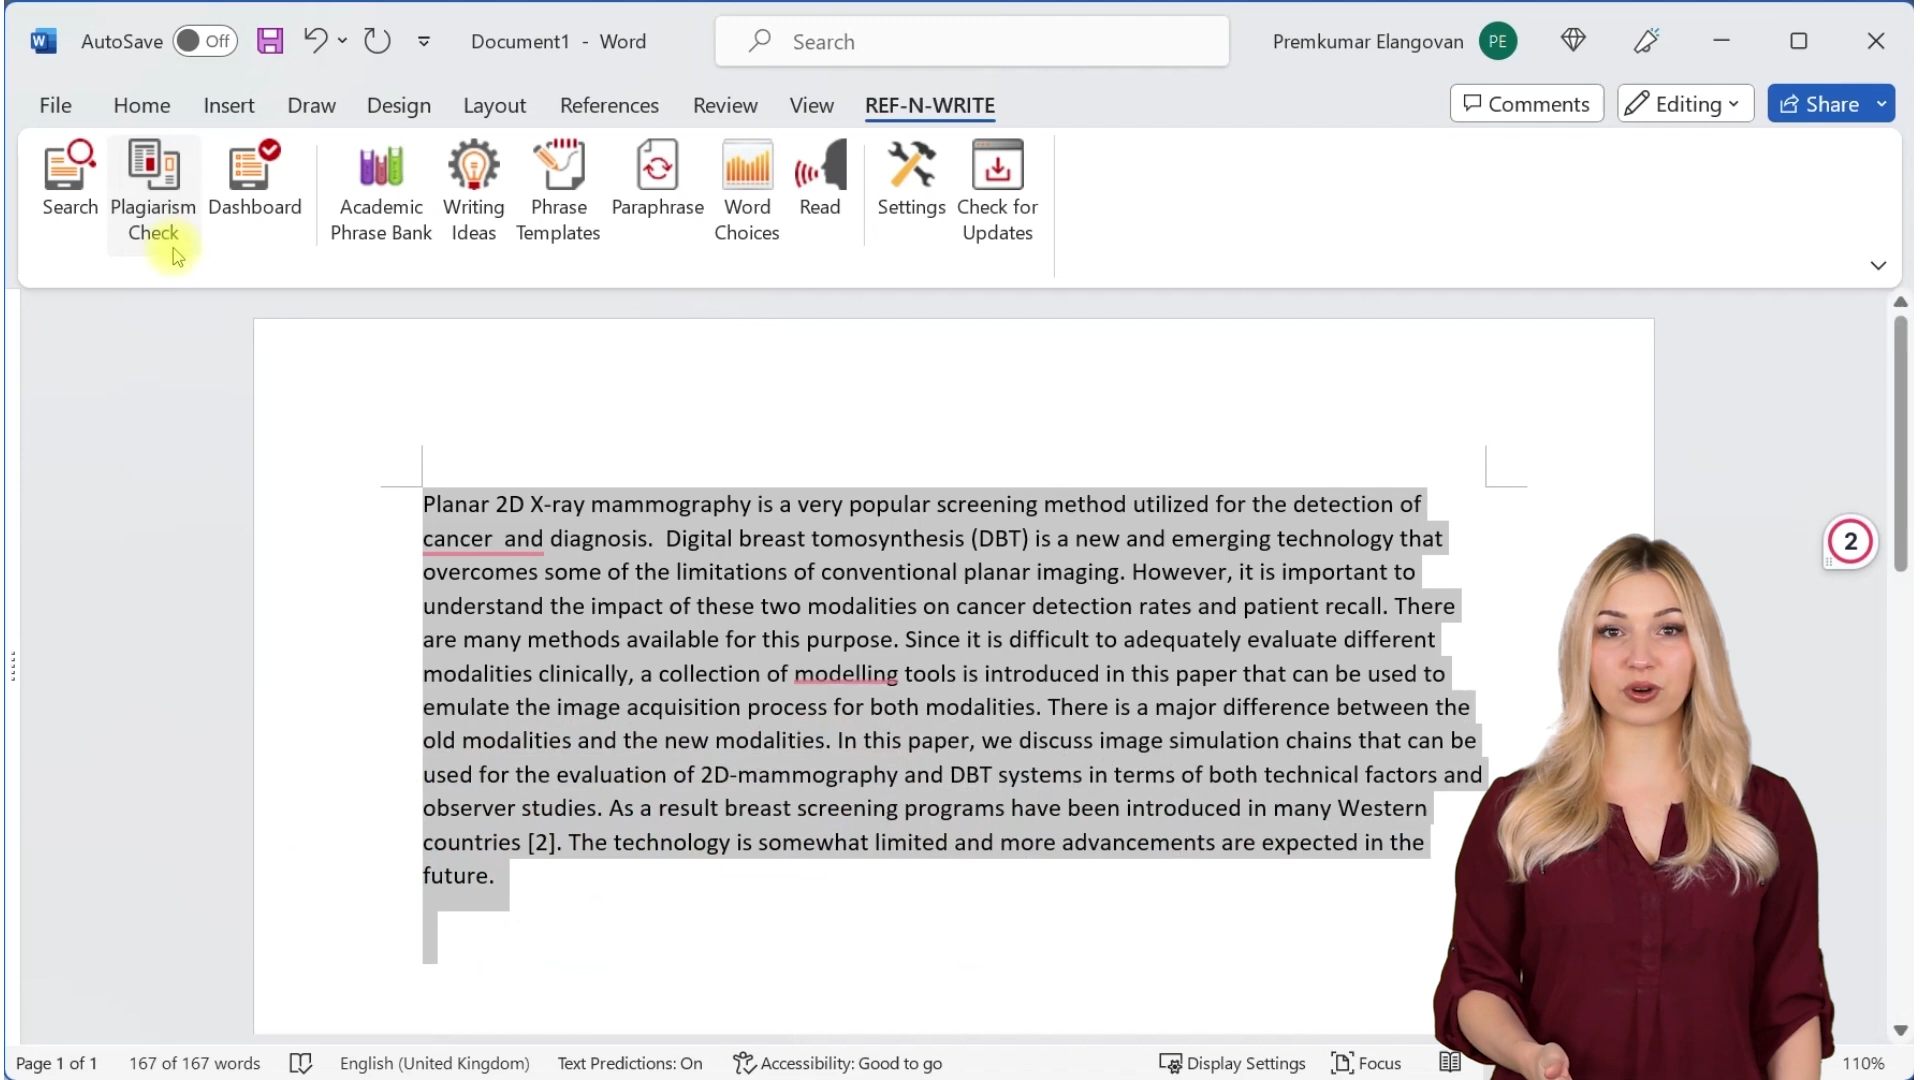 AutoSave Off Document1 - Word Search Premkumar Elangovan PE
File Home Insert Draw Design Layout References Review View REF-N-WRITE Comments Editing Share
Search Plagiarism Dashboard Academic Writing Phrase Paraphrase Word Read Settings Check for
Check Phrase Bank Ideas Templates Choices Updates
Planar 2D X-ray mammography is a very popular screening method utilized for the detection of
cancer  and diagnosis.  Digital breast tomosynthesis (DBT) is a new and emerging technology that
2
overcomes some of the limitations of conventional planar imaging. However, it is important to
understand the impact of these two modalities on cancer detection rates and patient recall. There
are many methods available for this purpose. Since it is difficult to adequately evaluate different
modalities clinically, a collection of modelling tools is introduced in this paper that can be used to
emulate the image acquisition process for both modalities. There is a major difference between the
old modalities and the new modalities. In this paper, we discuss image simulation chains that can be
used for the evaluation of 2D-mammography and DBT systems in terms of both technical factors and
observer studies. As a result breast screening programs have been introduced in many Western
countries [2]. The technology is somewhat limited and more advancements are expected in the
future.
Page 1 of 1 167 of 167 words English (United Kingdom) Text Predictions: On Accessibility: Good to go Display Settings Focus 110%